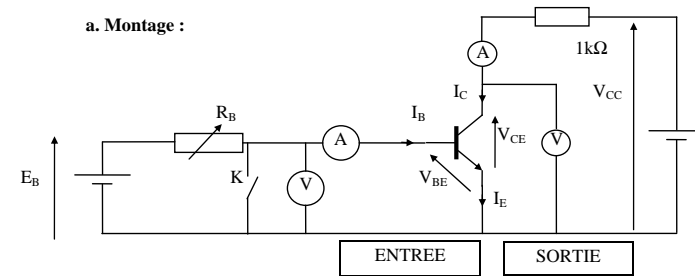 a. Montage :
A
1kΩ
I_C
V_CC
R_B
I_B
A
V_CE
V
E_B
K
V
V_BE
I_E
ENTREE
SORTIE